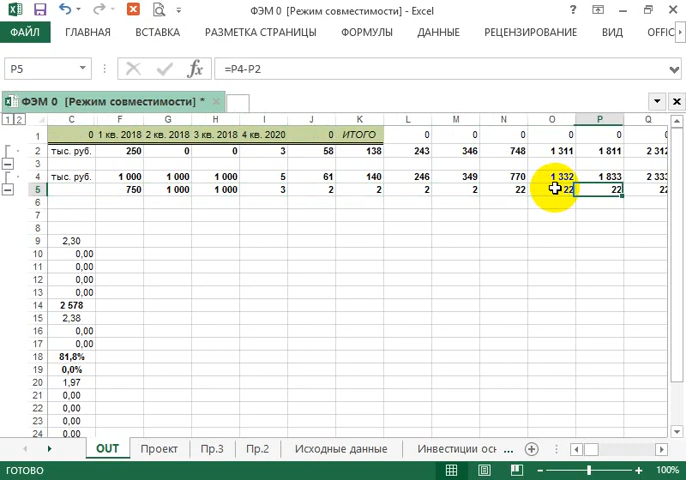 ФЭМ 0 [Режим совместимости] - Excel
ФАЙЛ ГЛАВНАЯ ВСТАВКА РАЗМЕТКА СТРАНИЦЫ ФОРМУЛЫ ДАННЫЕ РЕЦЕНЗИРОВАНИЕ ВИД OFFIC
P5 fx =P4-P2
ФЭМ 0 [Режим совместимости] *
1 2 C F G H I J K L M N O P Q
1 0 1 кв. 2018 2 кв. 2018 3 кв. 2018 4 кв. 2020 0 ИТОГО 0 0 0 0 0 0
2 тыс. руб. 250 0 0 3 58 138 243 346 748 1 311 1 811 2 312
3
4 тыс. руб. 1 000 1 000 1 000 5 61 140 246 349 770 1 332 1 833 2 333
5 750 1 000 1 000 3 2 2 2 2 22 22 22 22
6
7
8
9 2,30
10 0,00
11 0,00
12 0,00
13 0,00
14 2 578
15 2,38
16 0,00
17 0,00
18 81,8%
19 0,0%
20 1,97
21 0,00
22 0,00
23 0,00
24 0,00
OUT Проект Пр.3 Пр.2 Исходные данные Инвестиции осн ...
ГОТОВО 100%